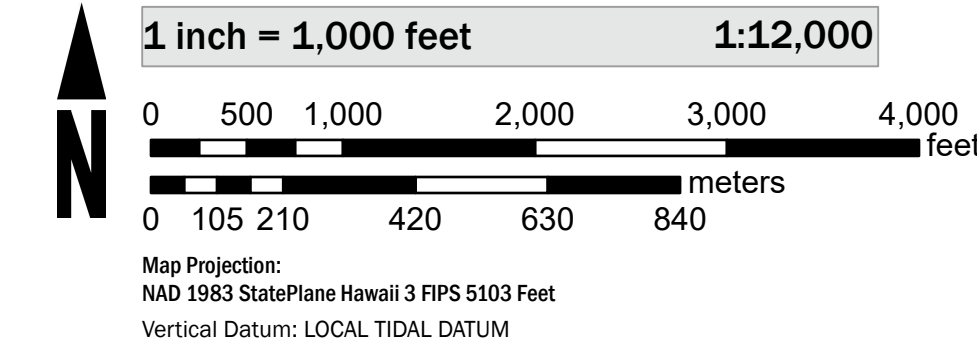 1 inch = 1,000 feet 1:12,000
0 500 1,000 2,000 3,000 4,000
feet
meters
0 105 210 420 630 840
N
Map Projection:
NAD 1983 StatePlane Hawaii 3 FIPS 5103 Feet
Vertical Datum: LOCAL TIDAL DATUM